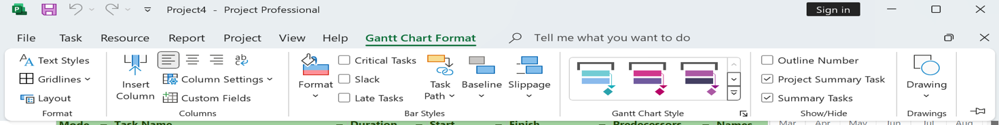 Project4 - Project Professional
Sign in
File Task Resource Report Project View Help Gantt Chart Format Tell me what you want to do
Text Styles
Gridlines
Layout
Format
Insert Column
ab
Column Settings
Custom Fields
Columns
Format
Critical Tasks
Slack
Late Tasks
Task Path
Baseline
Slippage
Bar Styles
Gantt Chart Style
Outline Number
Project Summary Task
Summary Tasks
Show/Hide
Drawing
Drawings
Mode Task Name Duration Start Finish Predecessors Names Mar Apr May Jun Jul Aug